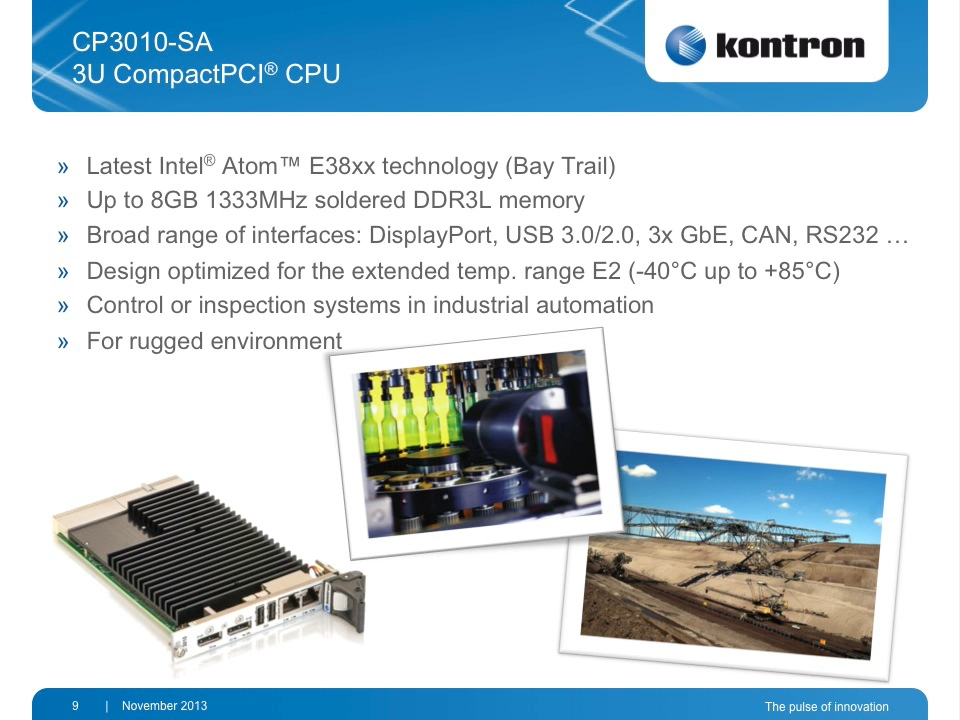 CP3010-SA
3U CompactPCI® CPU
kontron
» Latest Intel® Atom™ E38xx technology (Bay Trail)
» Up to 8GB 1333MHz soldered DDR3L memory
» Broad range of interfaces: DisplayPort, USB 3.0/2.0, 3x GbE, CAN, RS232 …
» Design optimized for the extended temp. range E2 (-40°C up to +85°C)
» Control or inspection systems in industrial automation
» For rugged environment
9 | November 2013
The pulse of innovation